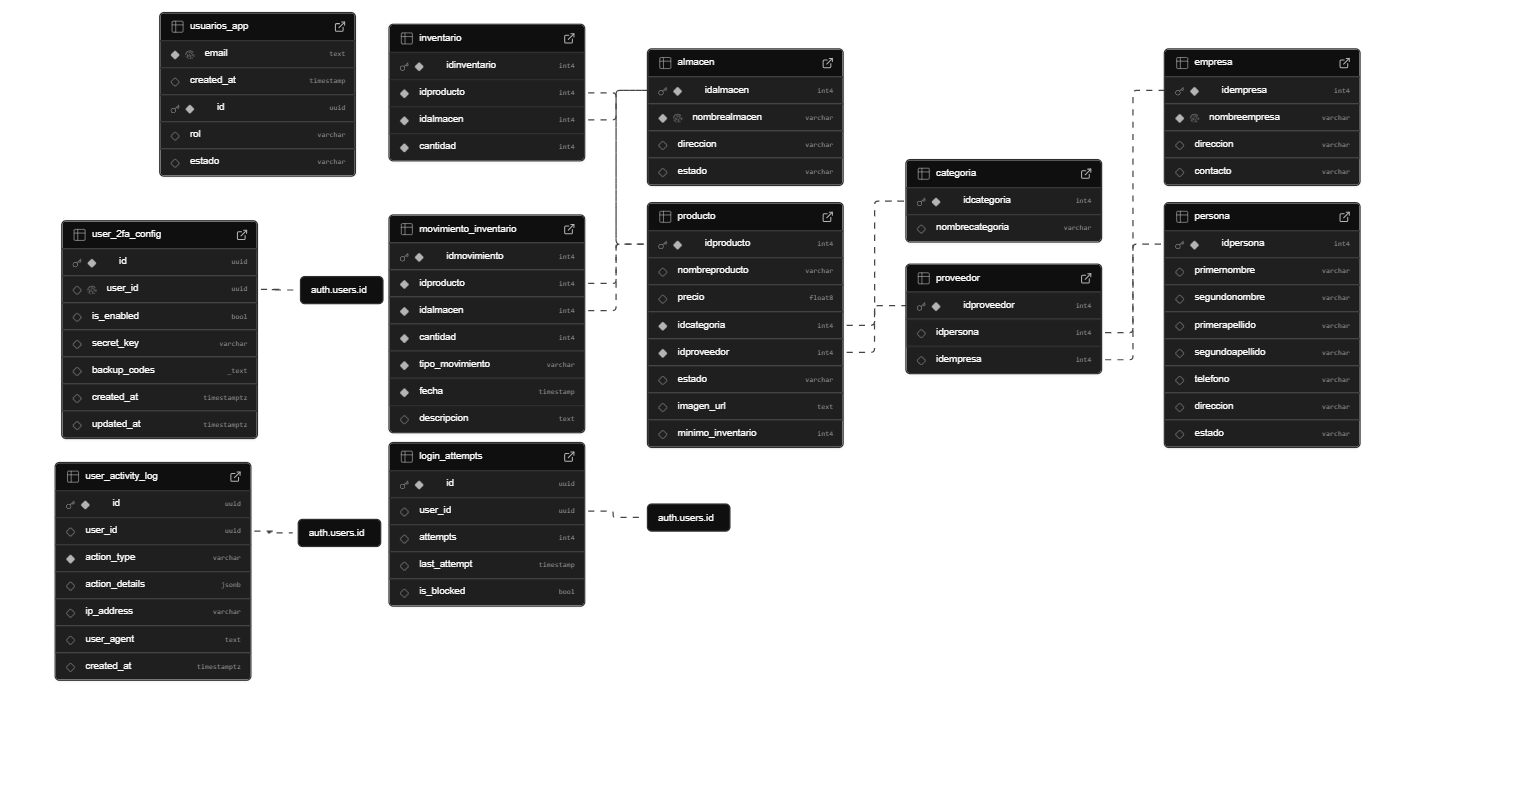 usuarios_app
email text
created_at timestamp
id uuid
rol varchar
estado varchar
inventario
idinventario int4
idproducto int4
idalmacen int4
cantidad int4
almacen
idalmacen int4
nombrealmacen varchar
direccion varchar
estado varchar
empresa
idempresa int4
nombreempresa varchar
direccion varchar
contacto varchar
categoria
idcategoria int4
nombrecategoria varchar
user_2fa_config
id uuid
user_id uuid
is_enabled bool
secret_key varchar
backup_codes _text
created_at timestamptz
updated_at timestamptz
auth.users.id
movimiento_inventario
idmovimiento int4
idproducto int4
idalmacen int4
cantidad int4
tipo_movimiento varchar
fecha timestamp
descripcion text
producto
idproducto int4
nombreproducto varchar
precio float8
idcategoria int4
idproveedor int4
estado varchar
imagen_url text
minimo_inventario int4
proveedor
idproveedor int4
idpersona int4
idempresa int4
persona
idpersona int4
primernombre varchar
segundonombre varchar
primerapellido varchar
segundoapellido varchar
telefono varchar
direccion varchar
estado varchar
user_activity_log
id uuid
user_id uuid
action_type varchar
action_details jsonb
ip_address varchar
user_agent text
created_at timestamptz
auth.users.id
login_attempts
id uuid
user_id uuid
attempts int4
last_attempt timestamp
is_blocked bool
auth.users.id